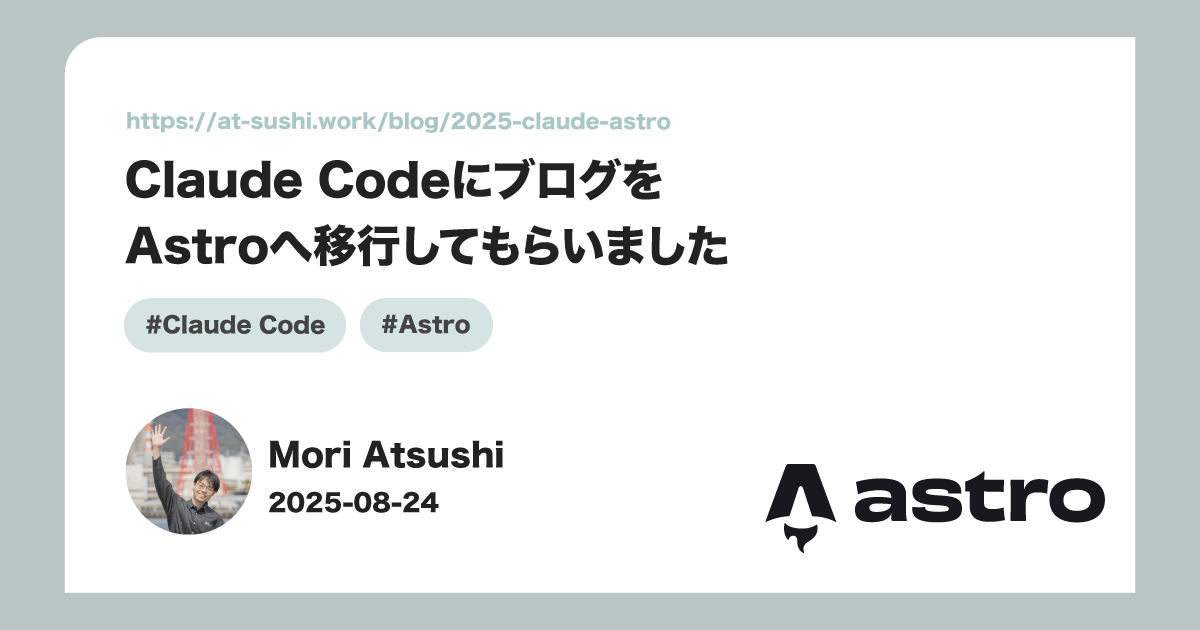 https://at-sushi.work/blog/2025-claude-astro
Claude Codeにブログを
Astroへ移行してもらいました
#Claude Code #Astro
Mori Atsushi
2025-08-24
astro